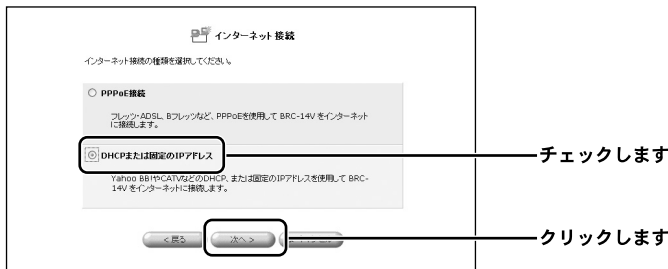 インターネット接続
インターネット接続の種類を選択してください。
PPPoE接続
フレッツ・ADSL、Bフレッツなど、PPPoEを使用して BRC-14V をインターネット
に接続します。
DHCPまたは固定のIPアドレス
チェックします
Yahoo BB!やCATVなどのDHCP、または固定のIPアドレスを使用して BRC-
14V をインターネットに接続します。
< 戻る
次へ >
クリックします